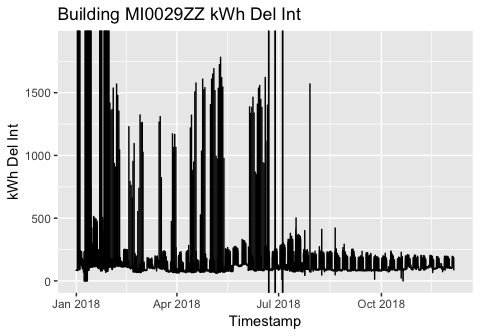 Building MI0029ZZ kWh Del Int
kWh Del Int
1500
1000
500
0
Jan 2018 Apr 2018 Jul 2018 Oct 2018
Timestamp